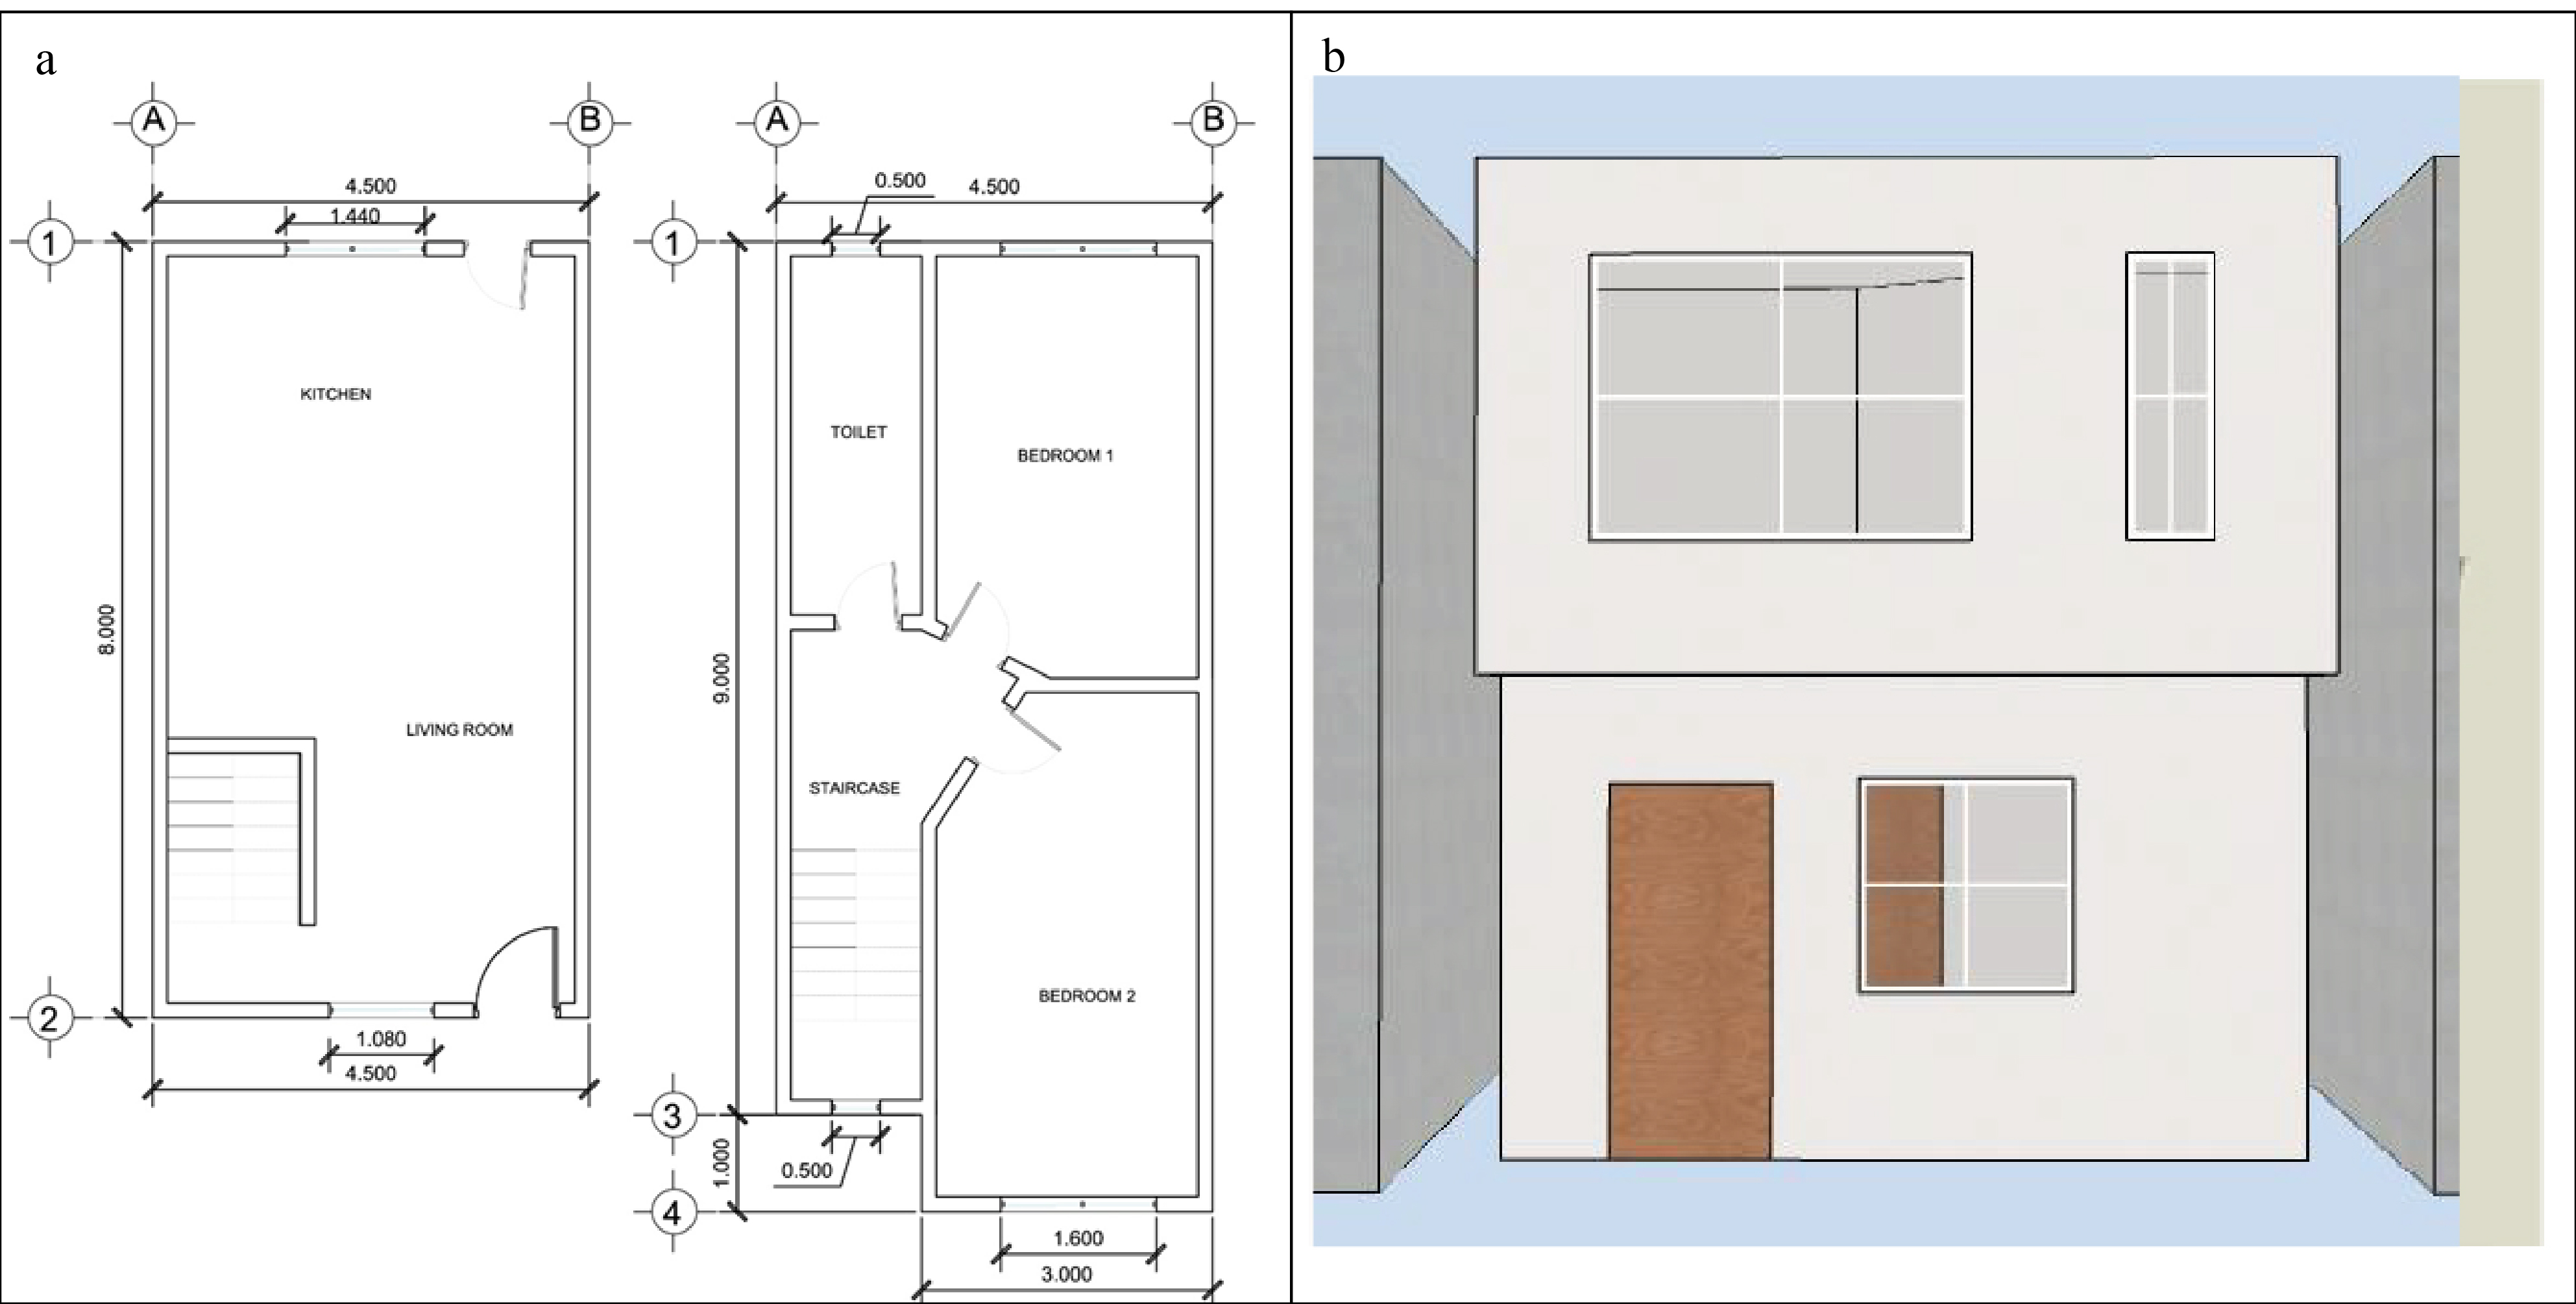 a
b
A
B
A
B
4.500
0.500
4.500
1.440
1
1
KITCHEN
TOILET
BEDROOM 1
8.000
9.000
LIVING ROOM
STAIRCASE
BEDROOM 2
2
1.080
4.500
3
0.500
1.000
4
1.600
3.000